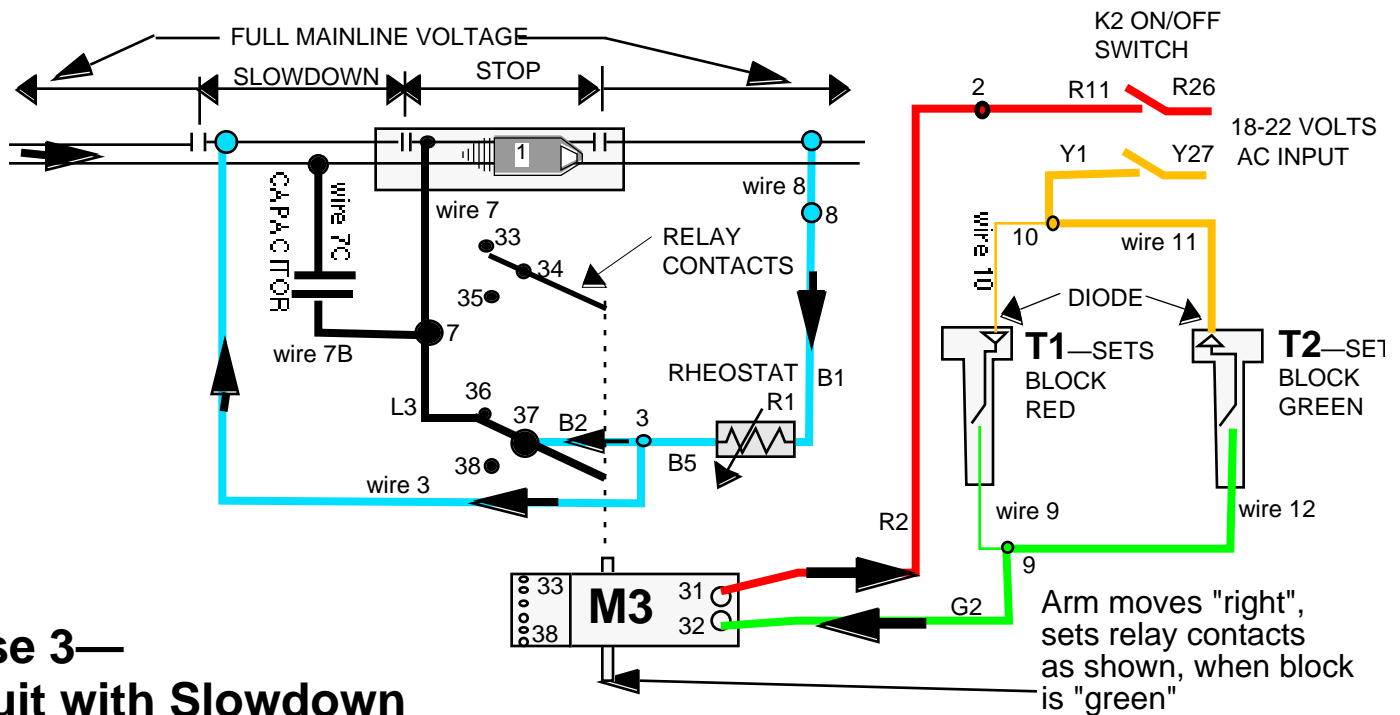 FULL MAINLINE VOLTAGE
SLOWDOWN
STOP
K2 ON/OFF
SWITCH
2
R11
R26
18-22 VOLTS
AC INPUT
Y1
Y27
1
wire 7
wire 8
8
wire 7C
CAPACITOR
33
34
35
RELAY
CONTACTS
wire 10
10
wire 11
DIODE
7
wire 7B
T1—SETS
BLOCK
RED
T2—SET
BLOCK
GREEN
RHEOSTAT
R1
B1
L3
36
37
B2
3
B5
38
wire 3
R2
wire 9
wire 12
9
33
38
M3
31
32
G2
Arm moves "right",
sets relay contacts
as shown, when block
is "green"
se 3—
uit with Slowdown